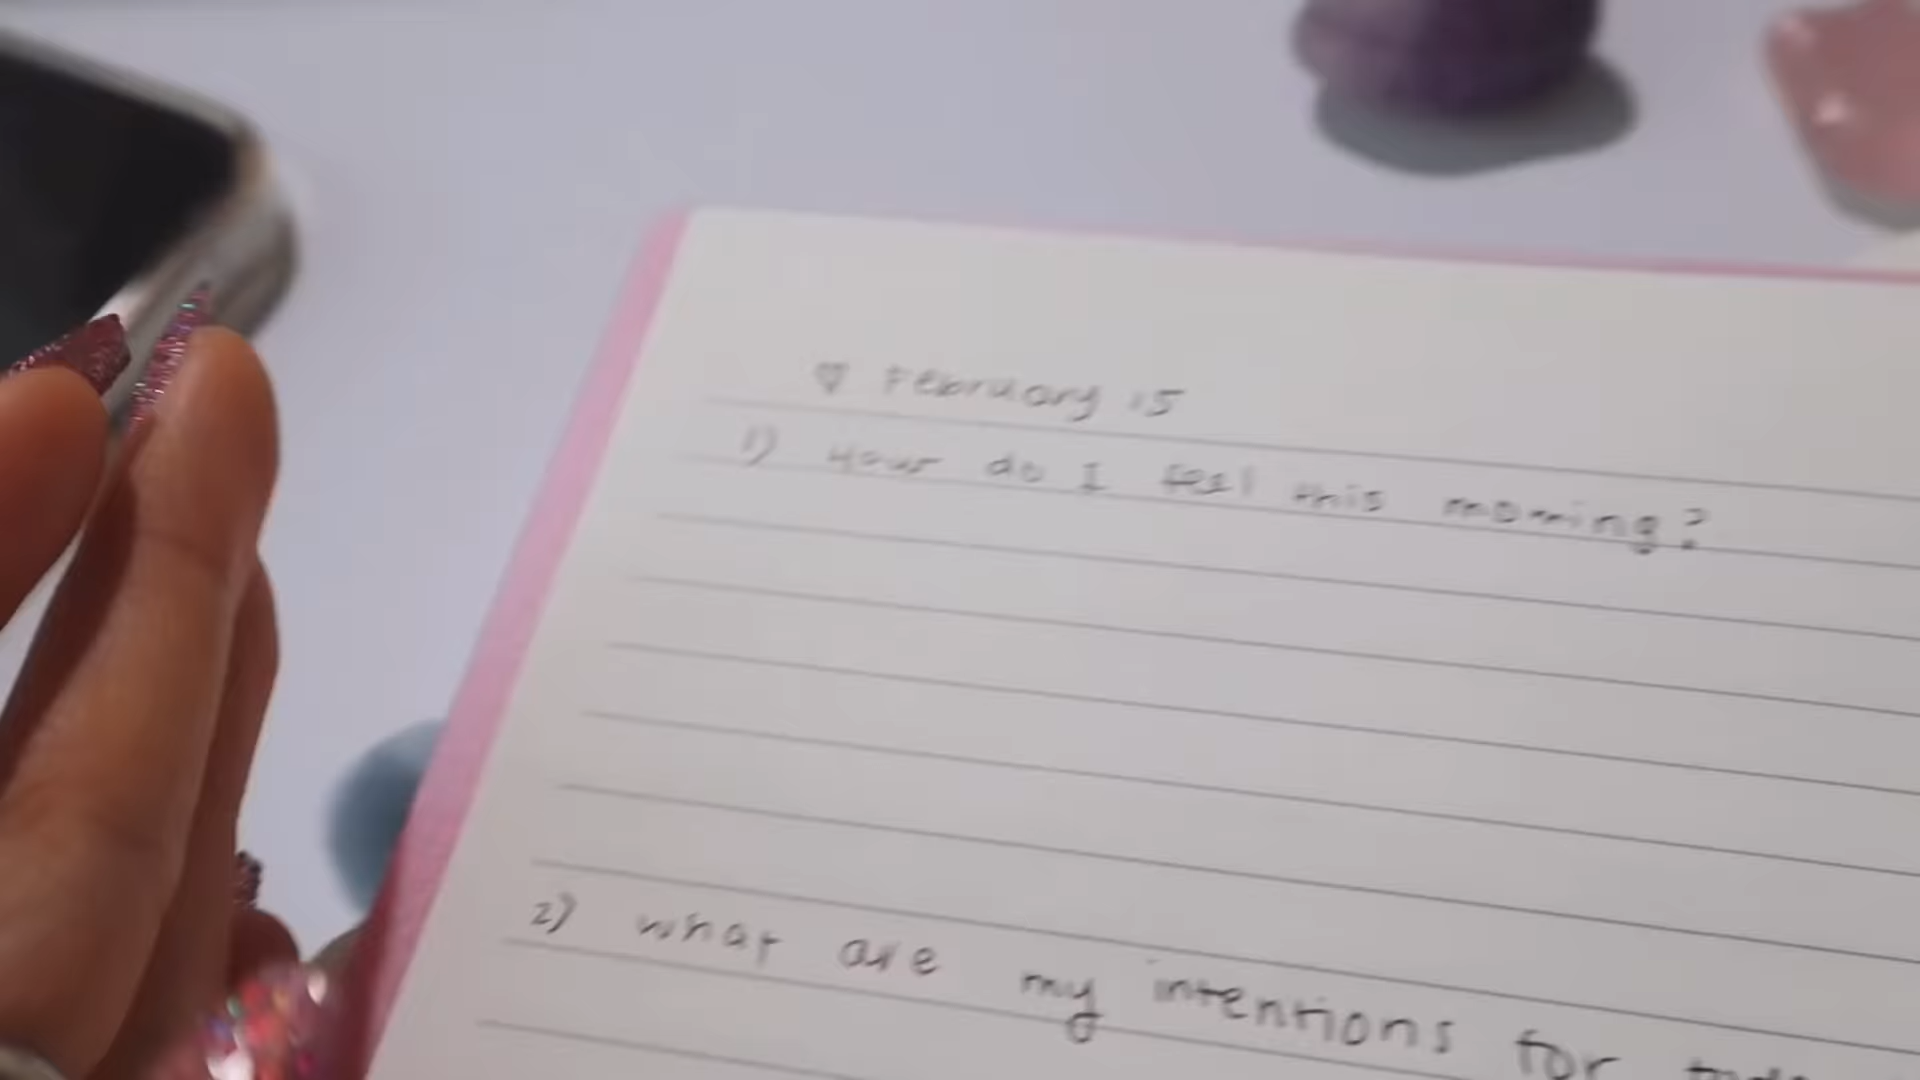 ♡ February 15
1) How do I feel this morning?
2) what are my intentions for